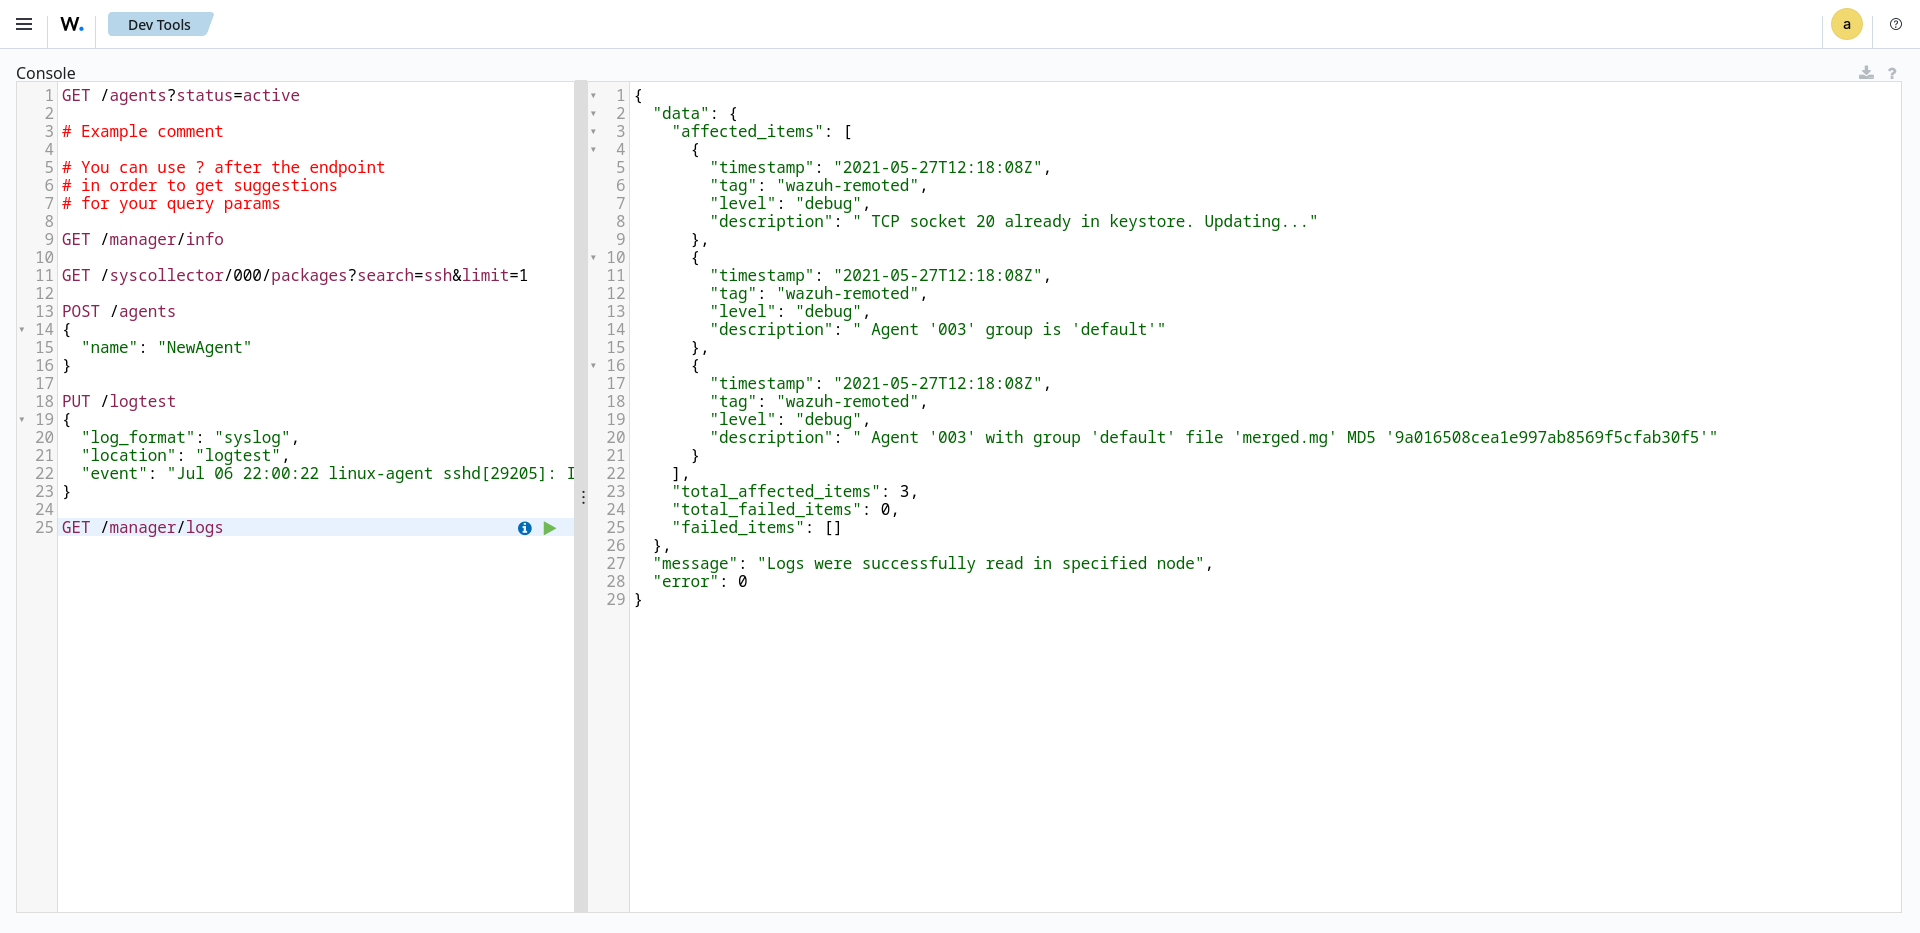 W.
Dev Tools
a
Console
1 GET /agents?status=active
2
3 # Example comment
4
5 # You can use ? after the endpoint
6 # in order to get suggestions
7 # for your query params
8
9 GET /manager/info
10
11 GET /syscollector/000/packages?search=ssh&limit=1
12
13 POST /agents
14 {
15   "name": "NewAgent"
16 }
17
18 PUT /logtest
19 {
20   "log_format": "syslog",
21   "location": "logtest",
22   "event": "Jul 06 22:00:22 linux-agent sshd[29205]: I
23 }
24
25 GET /manager/logs
1 {
2   "data": {
3     "affected_items": [
4       {
5         "timestamp": "2021-05-27T12:18:08Z",
6         "tag": "wazuh-remoted",
7         "level": "debug",
8         "description": " TCP socket 20 already in keystore. Updating..."
9       },
10       {
11         "timestamp": "2021-05-27T12:18:08Z",
12         "tag": "wazuh-remoted",
13         "level": "debug",
14         "description": " Agent '003' group is 'default'"
15       },
16       {
17         "timestamp": "2021-05-27T12:18:08Z",
18         "tag": "wazuh-remoted",
19         "level": "debug",
20         "description": " Agent '003' with group 'default' file 'merged.mg' MD5 '9a016508cea1e997ab8569f5cfab30f5'"
21       }
22     ],
23     "total_affected_items": 3,
24     "total_failed_items": 0,
25     "failed_items": []
26   },
27   "message": "Logs were successfully read in specified node",
28   "error": 0
29 }